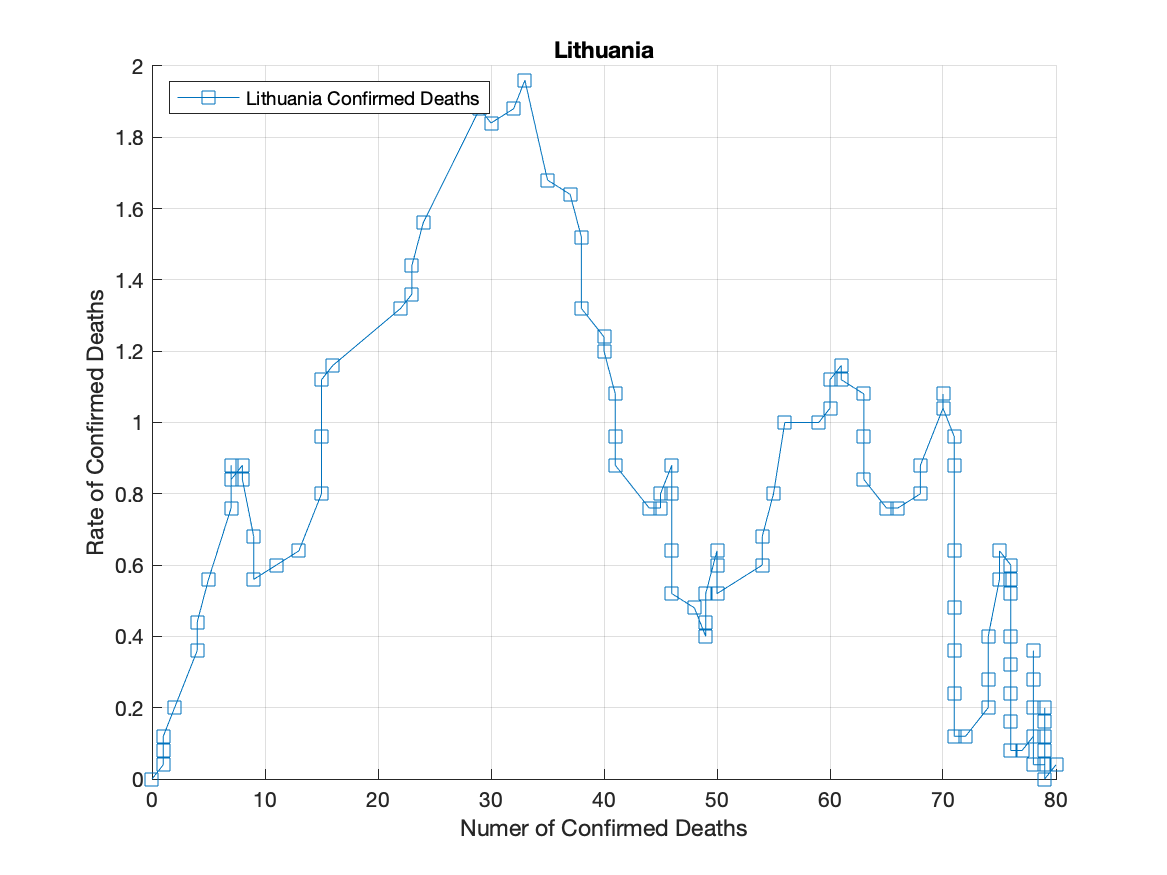 Lithuania
Lithuania Confirmed Deaths
2
1.8
1.6
1.4
1.2
1
0.8
0.6
0.4
0.2
0
Rate of Confirmed Deaths
0 10 20 30 40 50 60 70 80
Numer of Confirmed Deaths